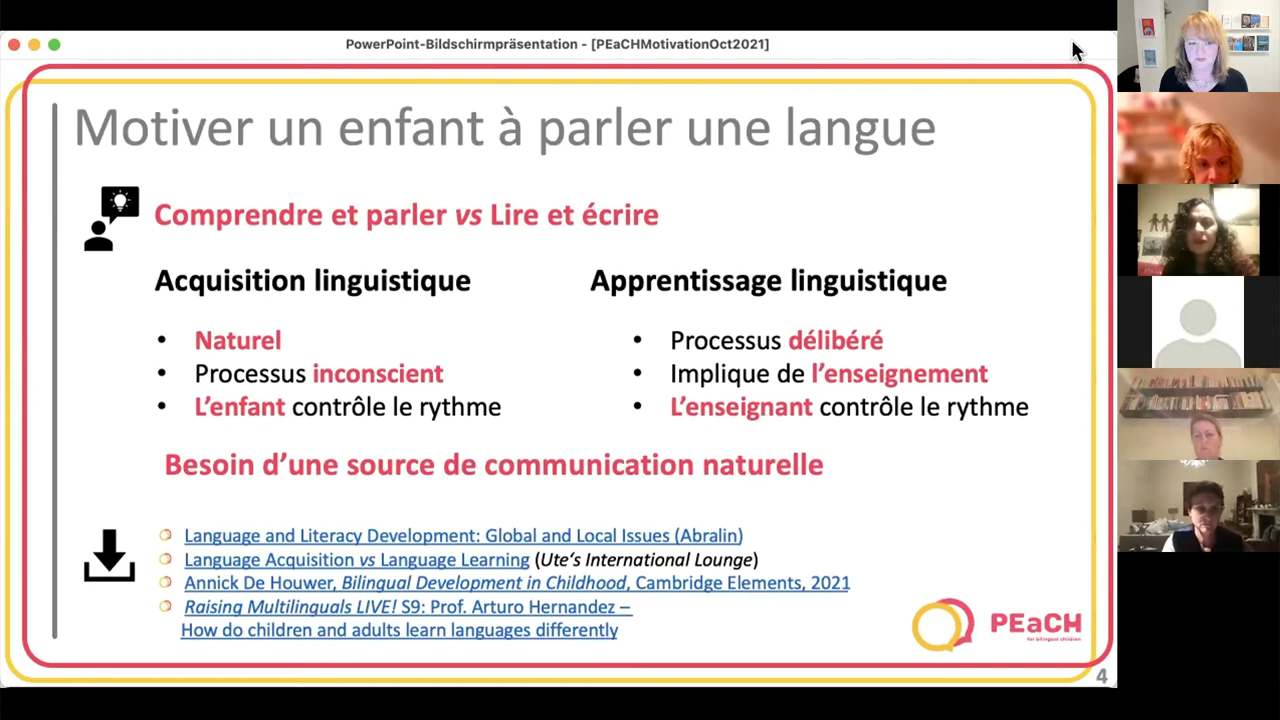 PowerPoint-Bildschirmpräsentation - [PEaCHMotivationOct2021]
Motiver un enfant à parler une langue
Comprendre et parler vs Lire et écrire
Acquisition linguistique
• Naturel
• Processus inconscient
• L'enfant contrôle le rythme
Apprentissage linguistique
• Processus délibéré
• Implique de l'enseignement
• L'enseignant contrôle le rythme
Besoin d'une source de communication naturelle
Language and Literacy Development: Global and Local Issues (Abralin)
Language Acquisition vs Language Learning (Ute‘s International Lounge)
Annick De Houwer, Bilingual Development in Childhood, Cambridge Elements, 2021
Raising Multilinguals LIVE! S9: Prof. Arturo Hernandez –
How do children and adults learn languages differently
PEaCH
for bilingual children
4